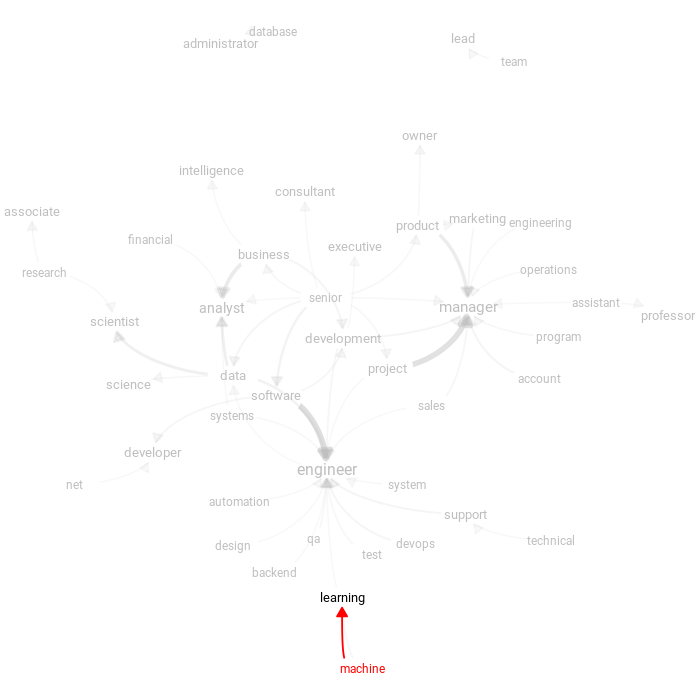 database
administrator
lead
team
owner
intelligence
consultant
associate
product
marketing
engineering
financial
executive
business
research
operations
senior
analyst
manager
assistant
professor
scientist
development
program
project
data
account
science
software
sales
systems
developer
engineer
net
system
automation
support
qa
technical
design
devops
test
backend
learning
machine